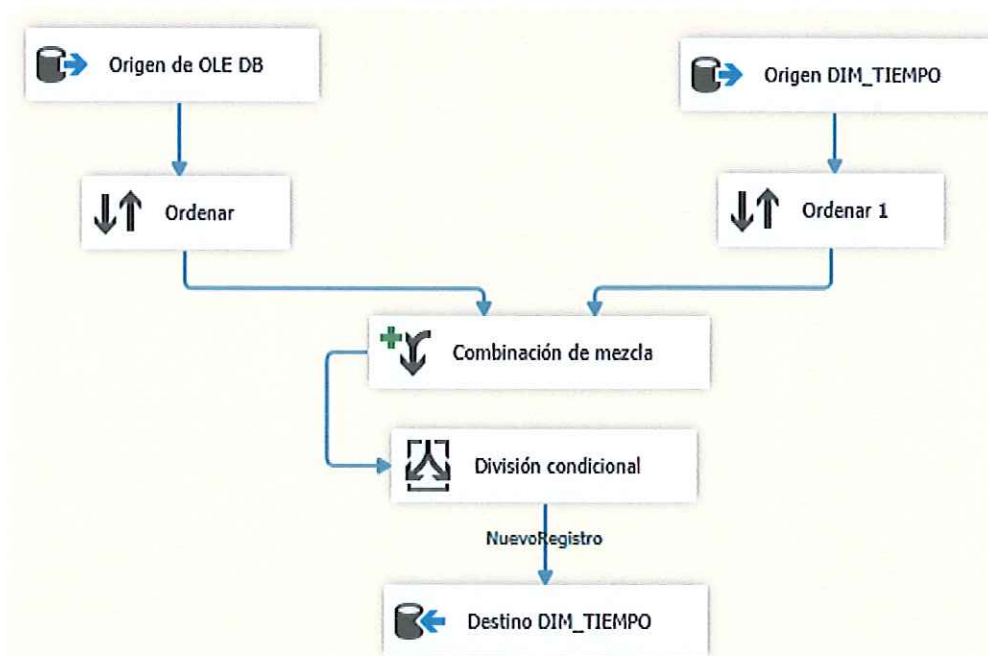 Origen de OLE DB
Origen DIM_TIEMPO
Ordenar
Ordenar 1
Combinación de mezcla
División condicional
NuevoRegistro
Destino DIM_TIEMPO